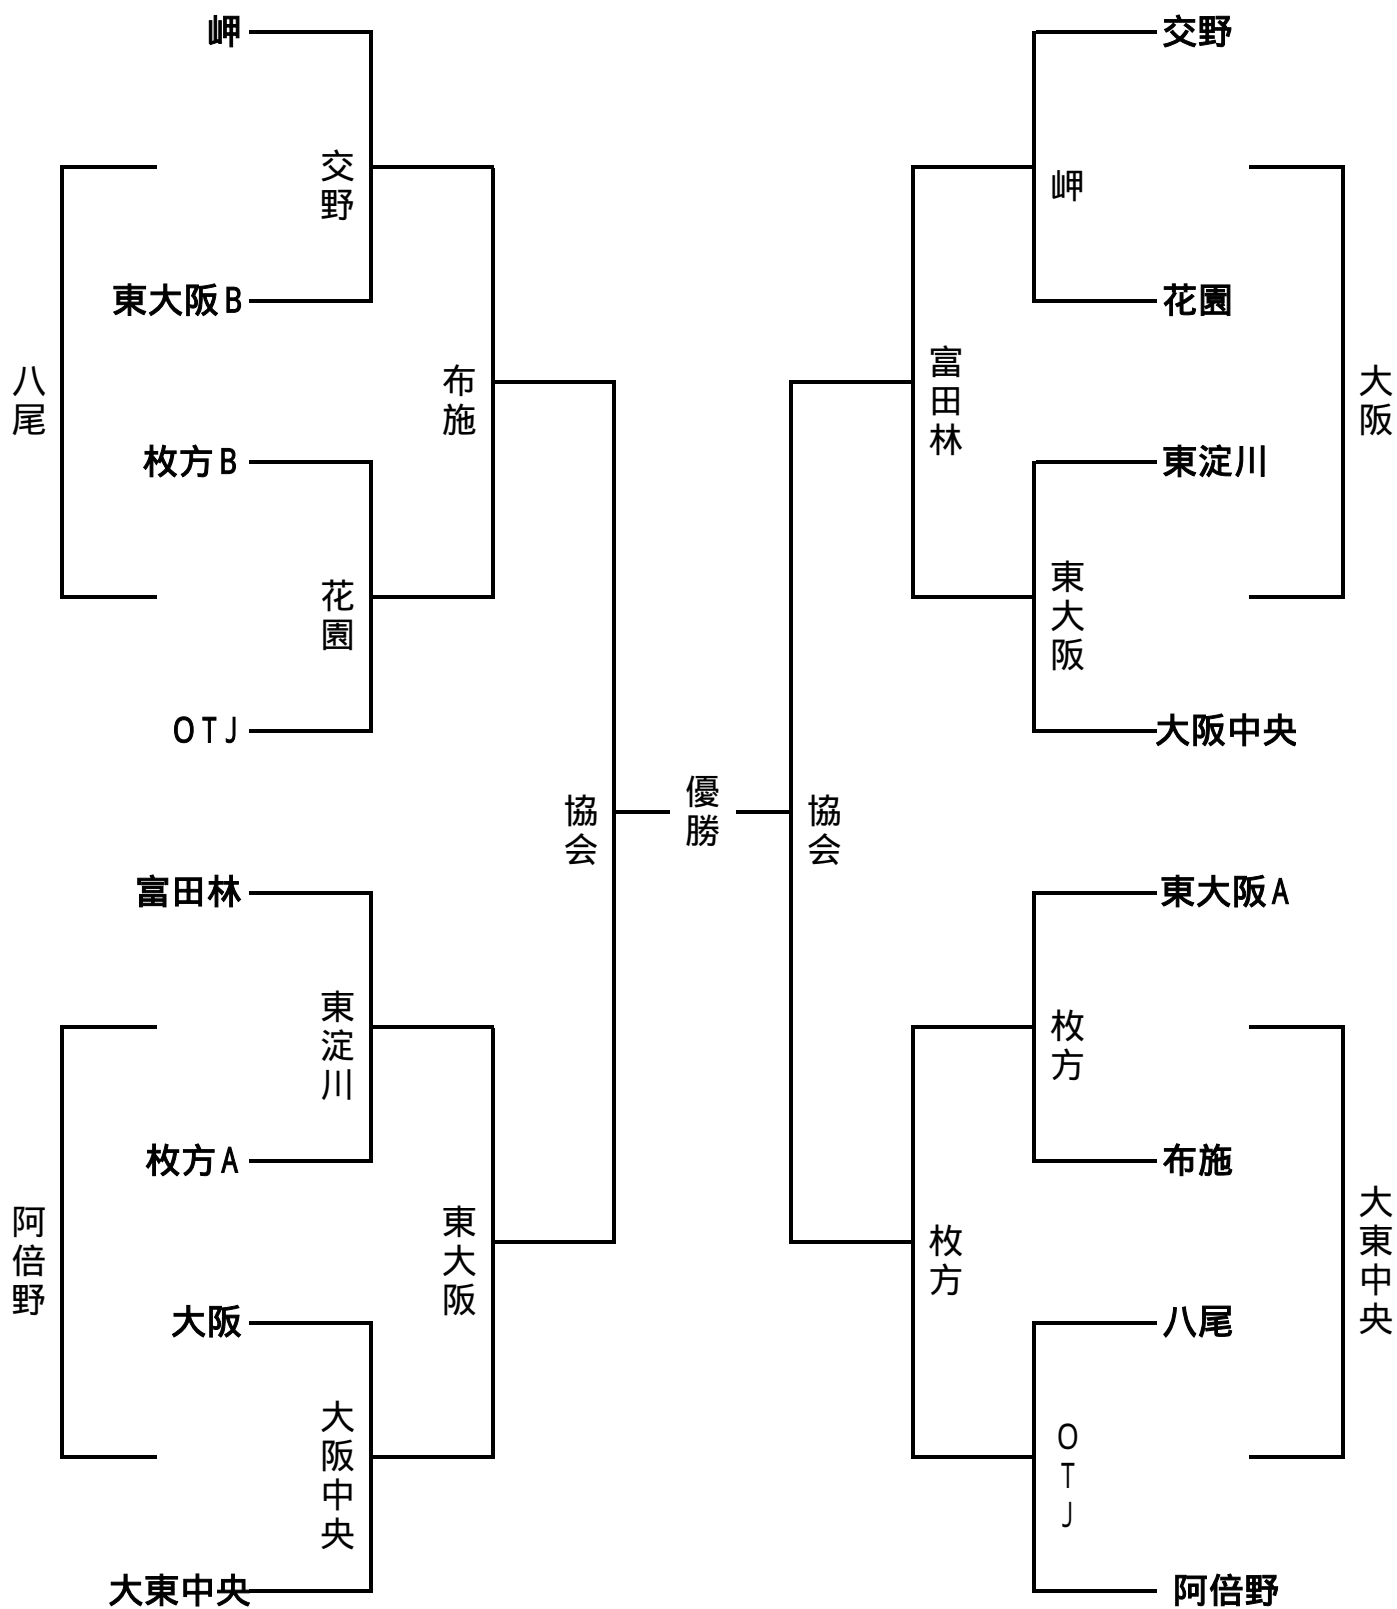 岬
交野
交野
岬
東大阪B
花園
八尾
布施
富田林
大阪
枚方B
東淀川
花園
東大阪
OTJ
大阪中央
協会
優勝
協会
富田林
東大阪A
東淀川
枚方
枚方A
布施
阿倍野
東大阪
枚方
大東中央
大阪
八尾
大阪中央
OTJ
大東中央
阿倍野